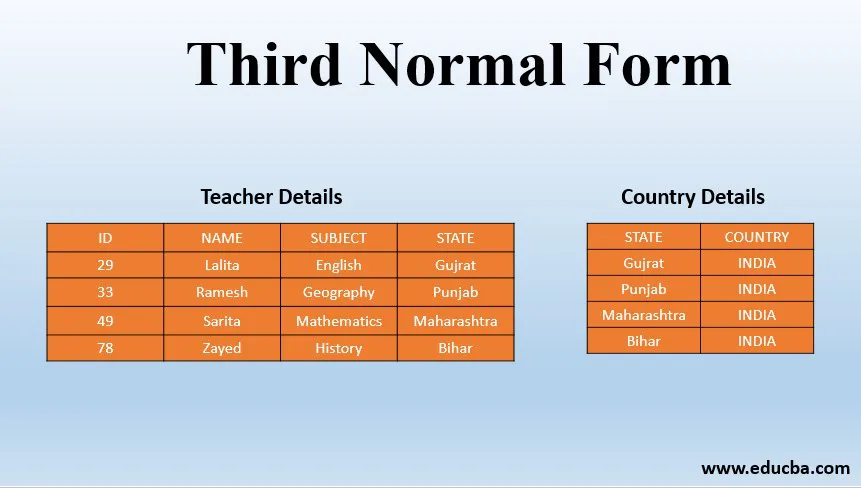 Third Normal Form
Teacher Details
ID NAME SUBJECT STATE
29 Lalita English Gujrat
33 Ramesh Geography Punjab
49 Sarita Mathematics Maharashtra
78 Zayed History Bihar
Country Details
STATE COUNTRY
Gujrat INDIA
Punjab INDIA
Maharashtra INDIA
Bihar INDIA
www.educba.com